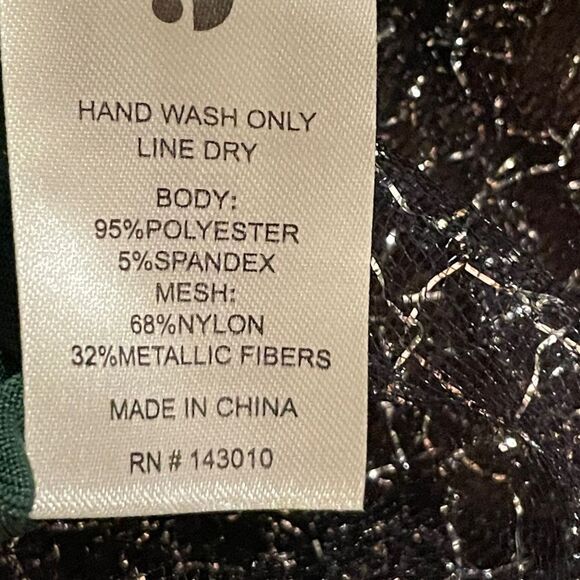 HAND WASH ONLY
LINE DRY
BODY:
95%POLYESTER
5%SPANDEX
MESH:
68%NYLON
32%METALLIC FIBERS
MADE IN CHINA
RN # 143010